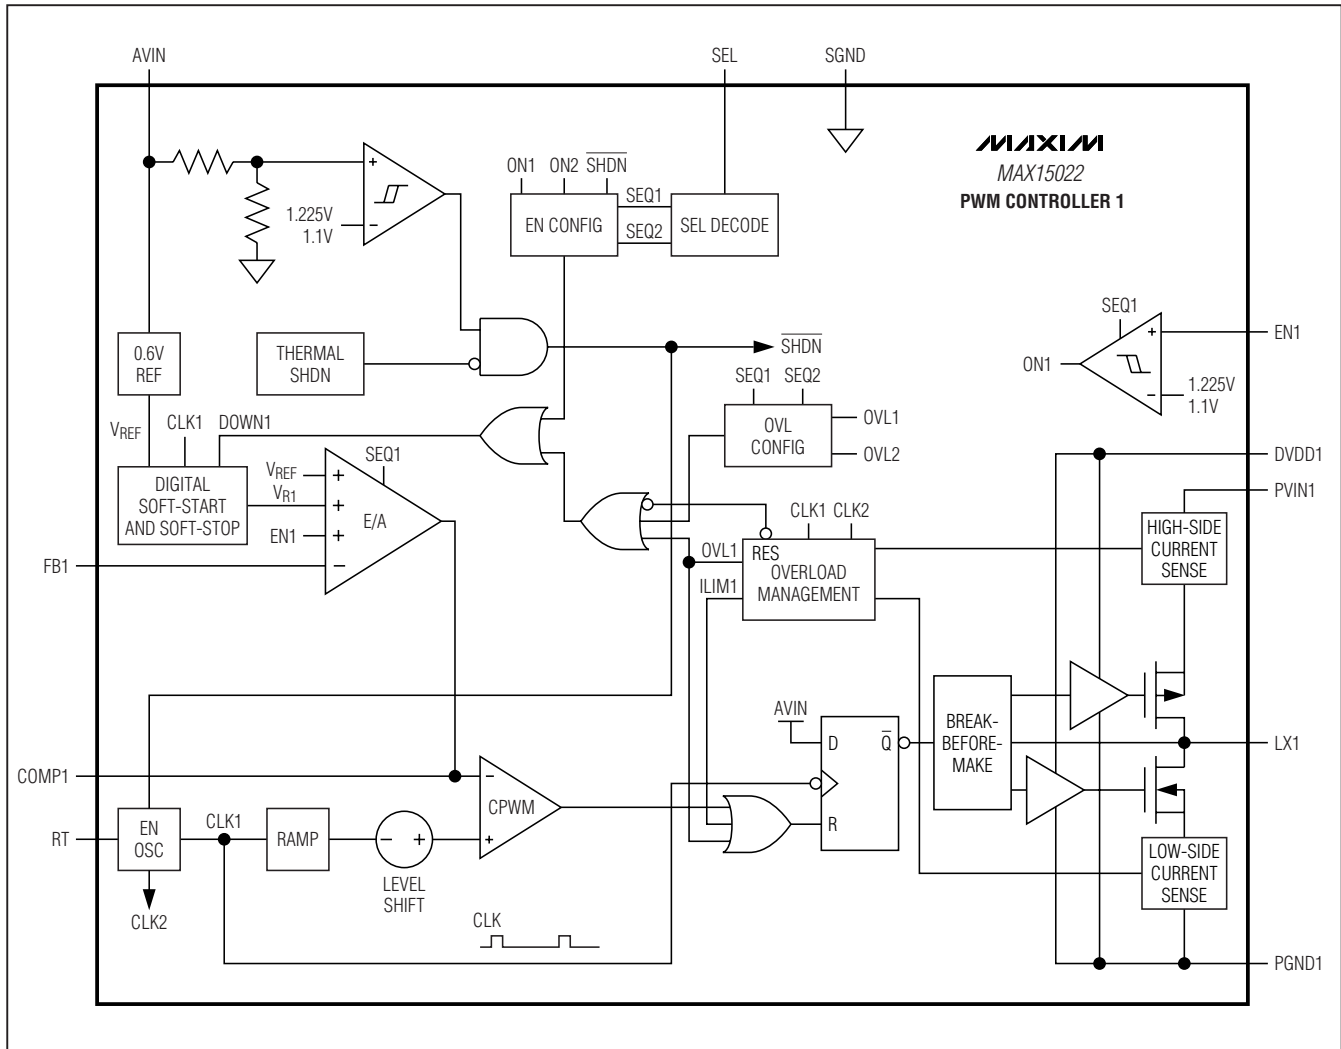 AVIN
SEL
SGND
MAXIM
MAX15022
PWM CONTROLLER 1
ON1
ON2
SHDN
SEQ1
SEQ2
EN CONFIG
SEL DECODE
+
−
1.225V
1.1V
0.6V
REF
THERMAL
SHDN
SHDN
SEQ1
+
−
EN1
ON1
1.225V
1.1V
SEQ1
SEQ2
OVL
CONFIG
OVL1
OVL2
VREF
CLK1
DOWN1
DIGITAL
SOFT-START
AND SOFT-STOP
SEQ1
VREF
VR1
EN1
+
+
+
−
E/A
FB1
DVDD1
PVIN1
HIGH-SIDE
CURRENT
SENSE
CLK1
CLK2
OVL1
ILIM1
RES
OVERLOAD
MANAGEMENT
AVIN
D
Q
R
BREAK-
BEFORE-
MAKE
LX1
COMP1
−
+
CPWM
RT
EN
OSC
CLK1
RAMP
−
+
LEVEL
SHIFT
CLK2
CLK
LOW-SIDE
CURRENT
SENSE
PGND1